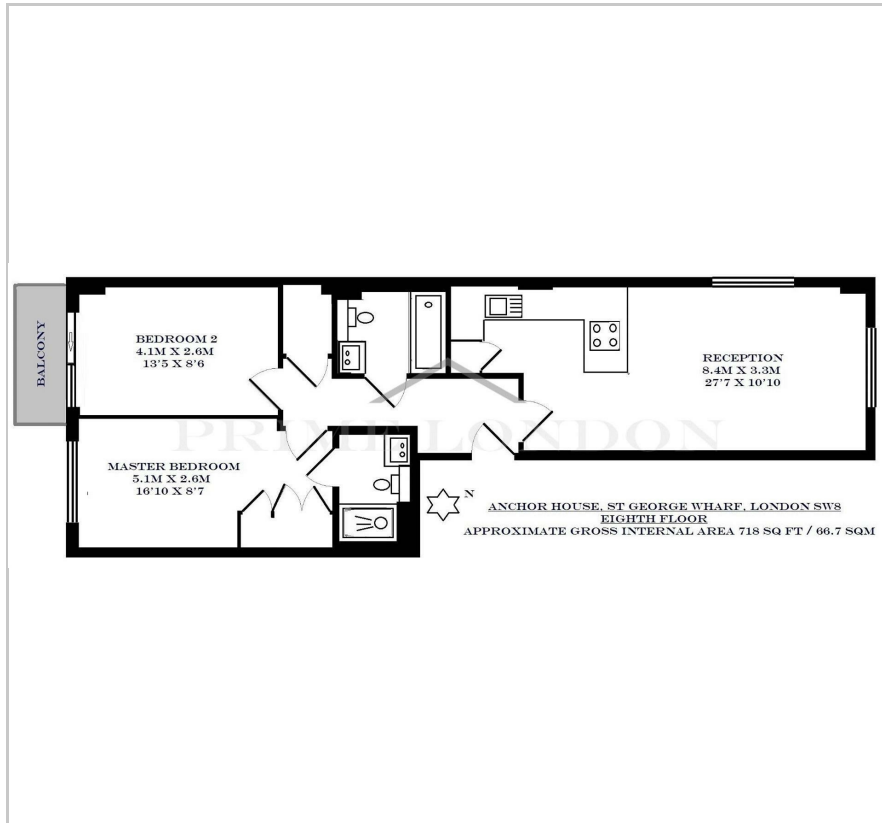 BALCONY
BEDROOM 2
4.1M X 2.6M
13'5 X 8'6
RECEPTION
8.4M X 3.3M
27'7 X 10'10
PRIME LONDON
MASTER BEDROOM
5.1M X 2.6M
16'10 X 8'7
N
ANCHOR HOUSE, ST GEORGE WHARF, LONDON SW8
EIGHTH FLOOR
APPROXIMATE GROSS INTERNAL AREA 718 SQ FT / 66.7 SQM